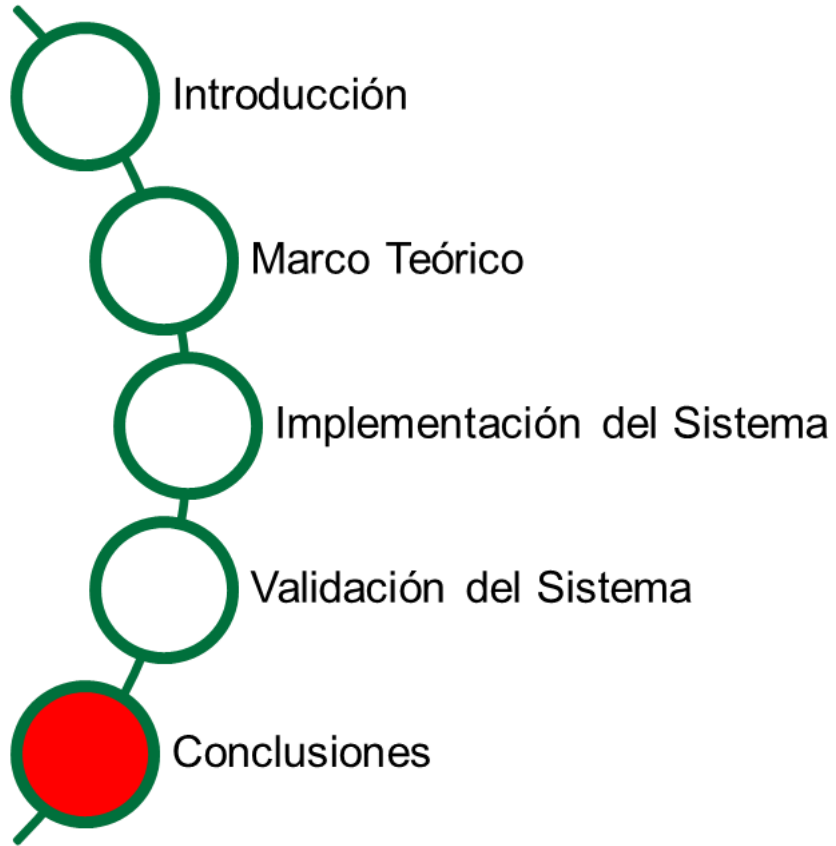 Introducción
Marco Teórico
Implementación del Sistema
Validación del Sistema
Conclusiones